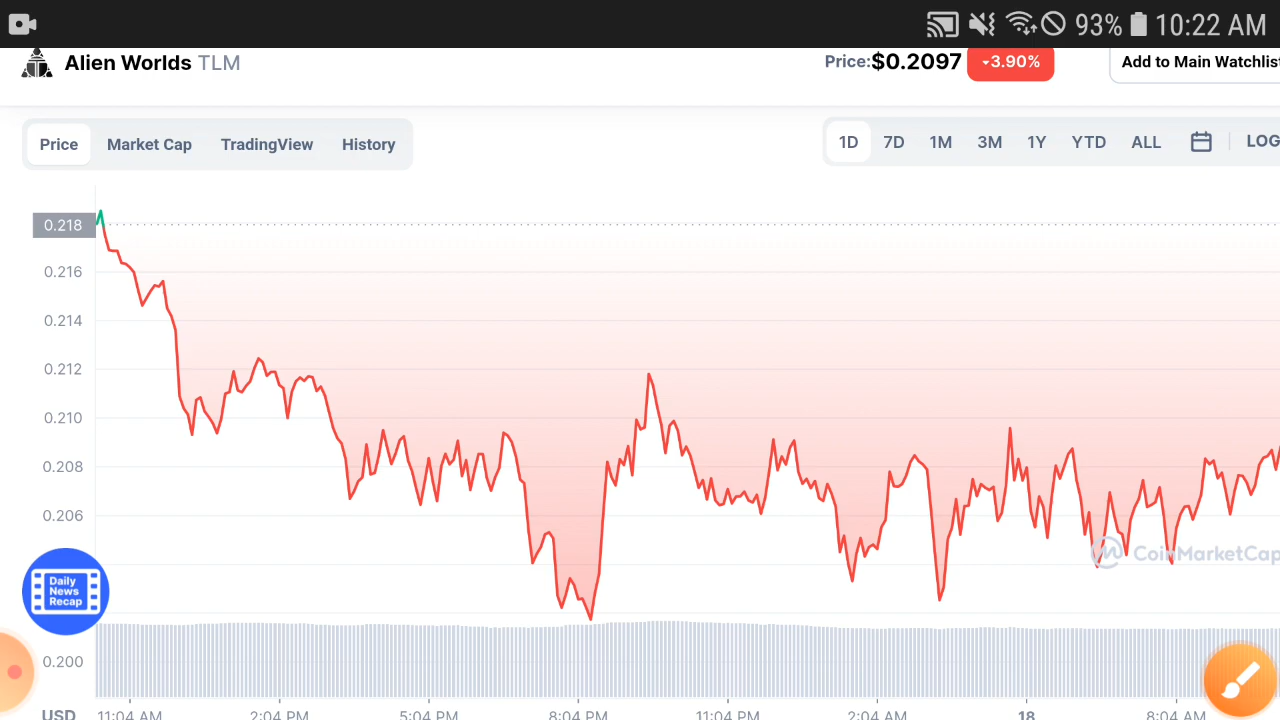 93% 10:22 AM
Alien Worlds TLM
Price:$0.2097 -3.90% Add to Main Watchlist
Price Market Cap TradingView History
1D 7D 1M 3M 1Y YTD ALL LOG
0.218
0.216
0.214
0.212
0.210
0.208
0.206
CoinMarketCap
Daily
News
Recap
0.200
USD 11:04 AM 2:04 PM 5:04 PM 8:04 PM 11:04 PM 2:04 AM 18 8:04 AM